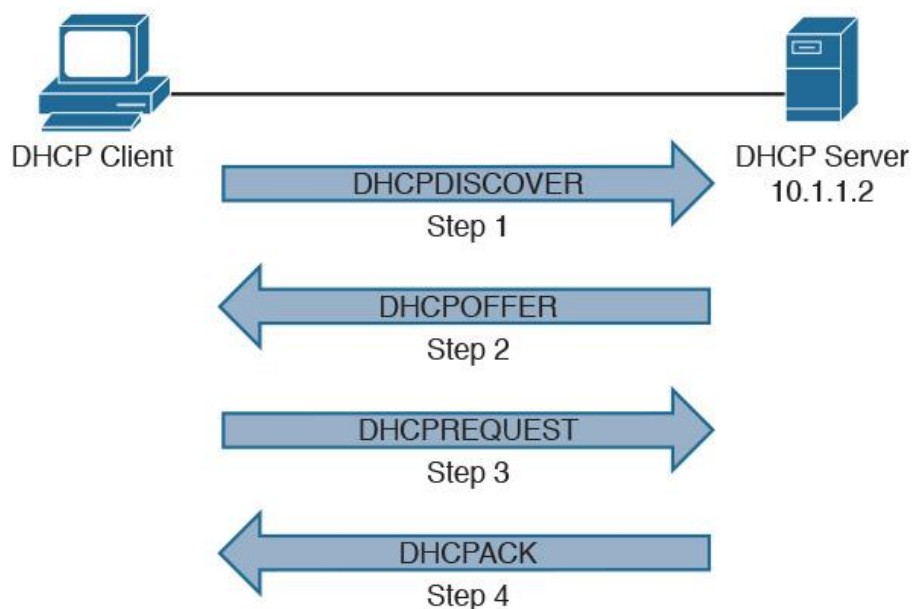 DHCP Client
DHCP Server
10.1.1.2
DHCPDISCOVER
Step 1
DHCPOFFER
Step 2
DHCPREQUEST
Step 3
DHCPACK
Step 4